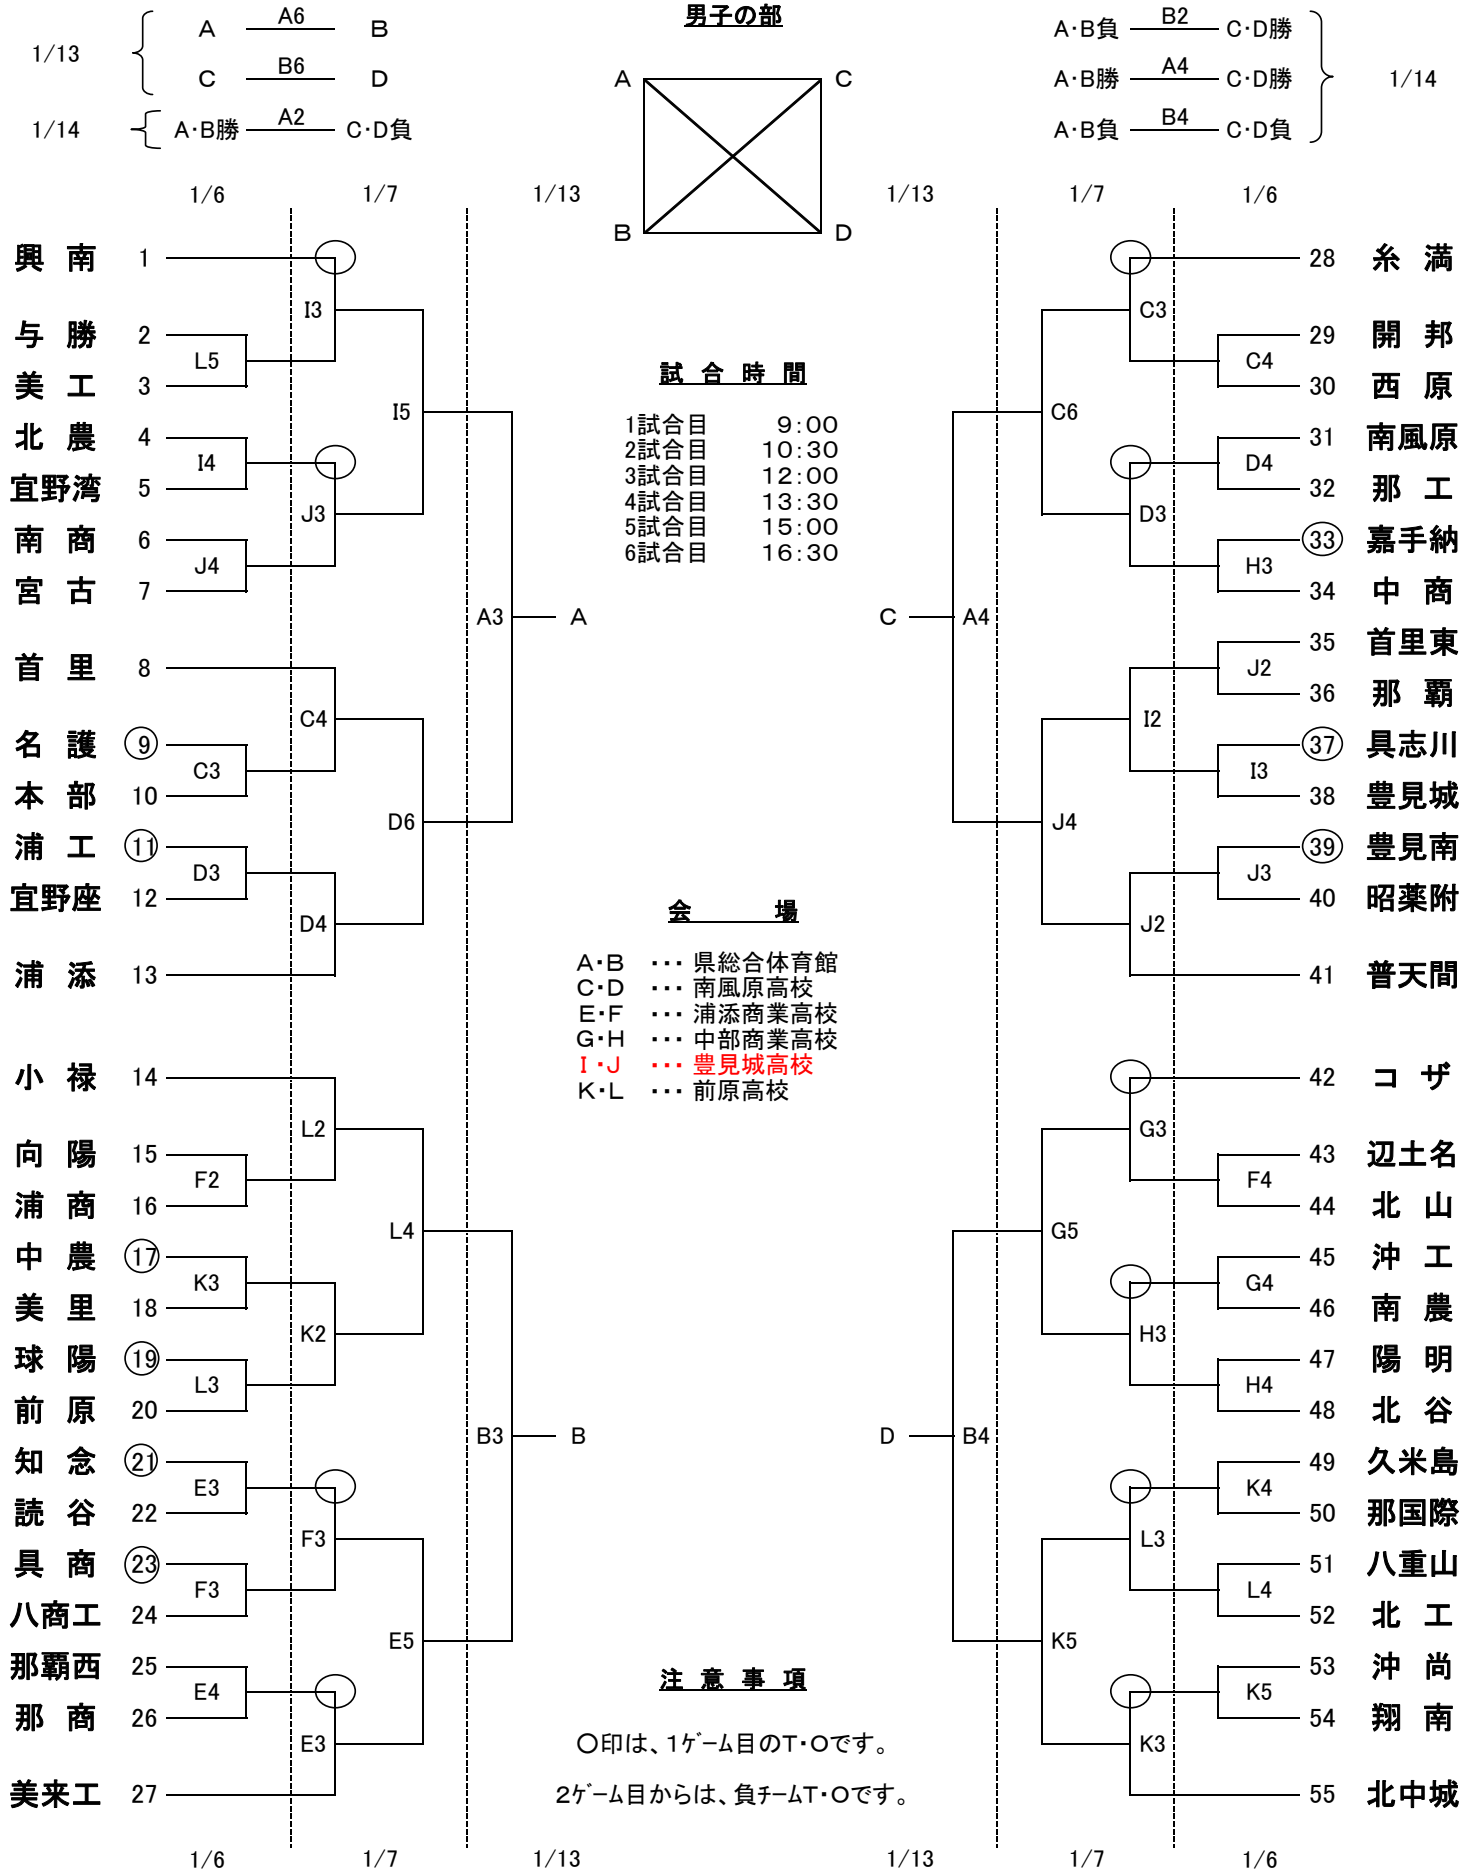 男子の部
A A6 B
1/13
C B6 D
1/14 A・B勝 A2 C・D負
A・B負 B2 C・D勝
A・B勝 A4 C・D勝
1/14
A・B負 B4 C・D負
A C
B D
1/6 1/7 1/13 1/13 1/7 1/6
興南 1
I3
与勝 2
L5
美工 3
I5
北農 4
I4
宜野湾 5
J3
南商 6
J4
宮古 7
A3 A
首里 8
C4
名護 9
C3
本部 10
D6
浦工 11
D3
宜野座 12
D4
浦添 13
小禄 14
L2
向陽 15
F2
浦商 16
L4
中農 17
K3
美里 18
K2
球陽 19
L3
前原 20
B3 B
知念 21
E3
読谷 22
F3
具商 23
F3
八商工 24
E5
那覇西 25
E4
那商 26
E3
美来工 27
試合時間
1試合目 9:00
2試合目 10:30
3試合目 12:00
4試合目 13:30
5試合目 15:00
6試合目 16:30
会場
A・B ・・・ 県総合体育館
C・D ・・・ 南風原高校
E・F ・・・ 浦添商業高校
G・H ・・・ 中部商業高校
I・J ・・・ 豊見城高校
K・L ・・・ 前原高校
注意事項
○印は、1ゲーム目のT・Oです。
2ゲーム目からは、負チームT・Oです。
28 糸満
C3
29 開邦
C4
30 西原
C6
31 南風原
D4
32 那工
D3
33 嘉手納
H3
34 中商
C A4
35 首里東
J2
36 那覇
I2
37 具志川
I3
38 豊見城
J4
39 豊見南
J3
40 昭薬附
J2
41 普天間
42 コザ
G3
43 辺土名
F4
44 北山
G5
45 沖工
G4
46 南農
H3
47 陽明
H4
48 北谷
D B4
49 久米島
K4
50 那国際
L3
51 八重山
L4
52 北工
K5
53 沖尚
K5
54 翔南
K3
55 北中城
1/6 1/7 1/13 1/13 1/7 1/6